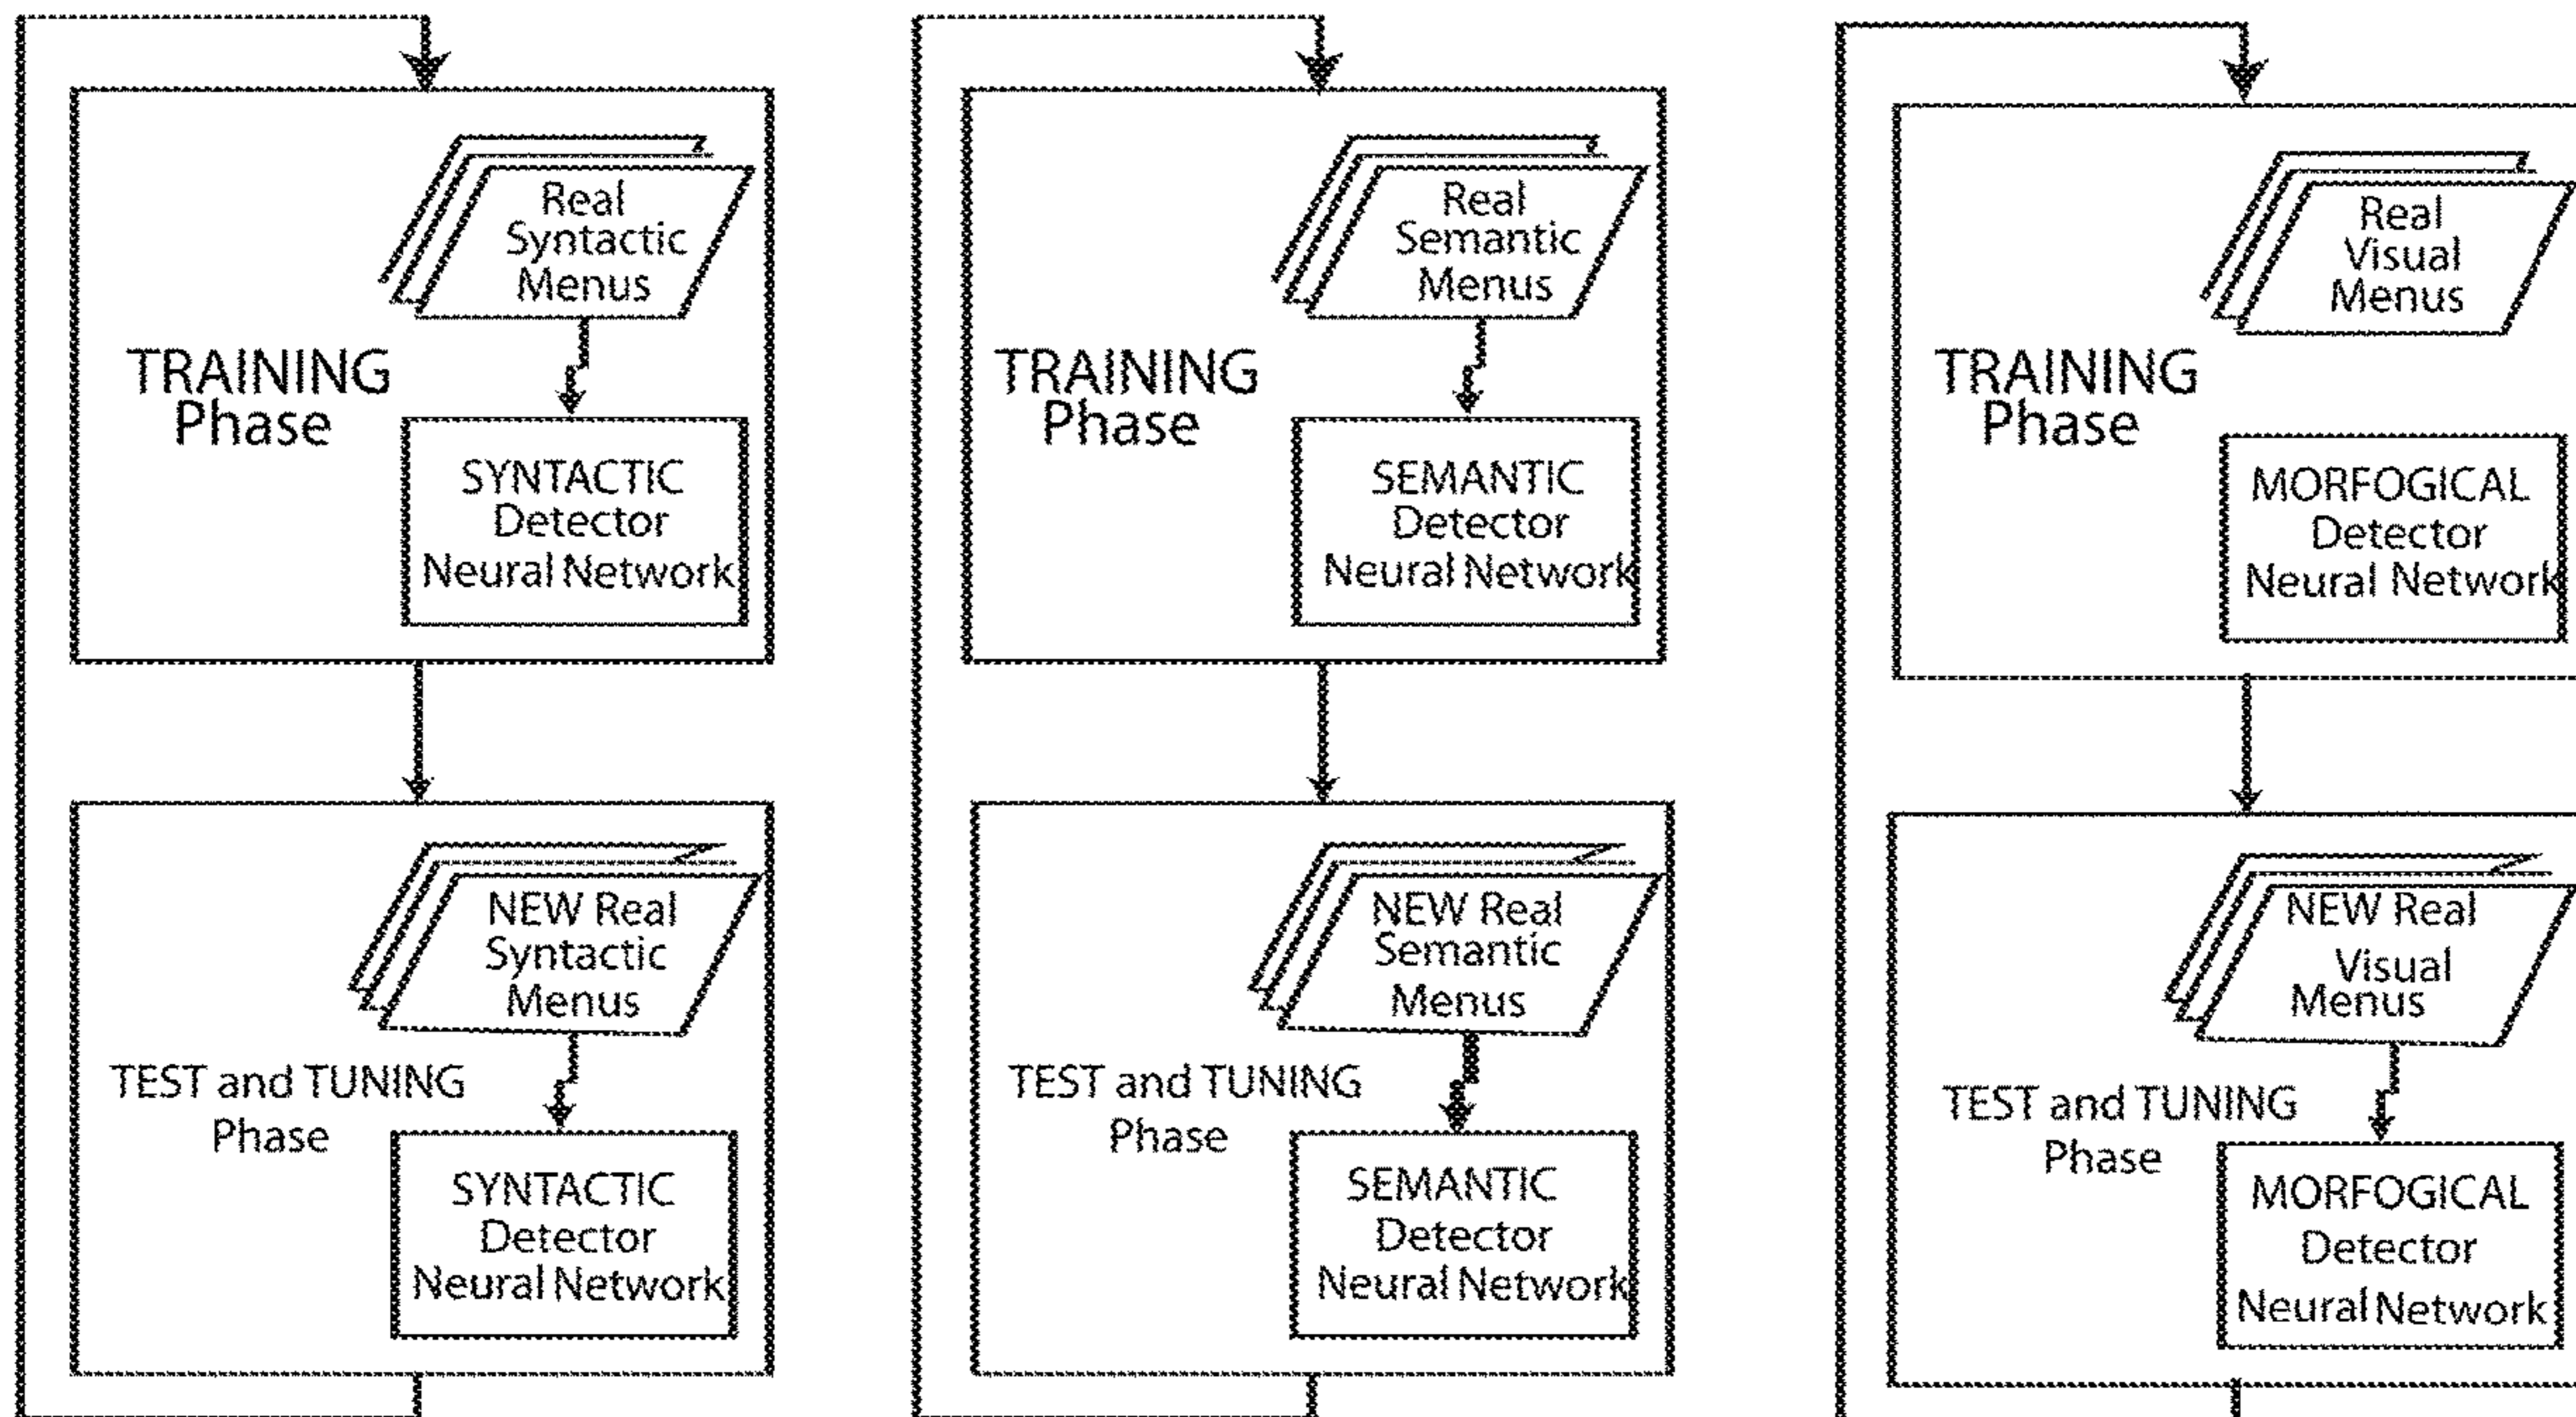 Real
Syntactic
Menus
TRAINING
Phase
SYNTACTIC
Detector
Neural Network
NEW Real
Syntactic
Menus
TEST and TUNING
Phase
SYNTACTIC
Detector
Neural Network
Real
Semantic
Menus
TRAINING
Phase
SEMANTIC
Detector
Neural Network
NEW Real
Semantic
Menus
TEST and TUNING
Phase
SEMANTIC
Detector
Neural Network
Real
Visual
Menus
TRAINING
Phase
MORFOGICAL
Detector
Neural Network
NEW Real
Visual
Menus
TEST and TUNING
Phase
MORFOGICAL
Detector
Neural Network